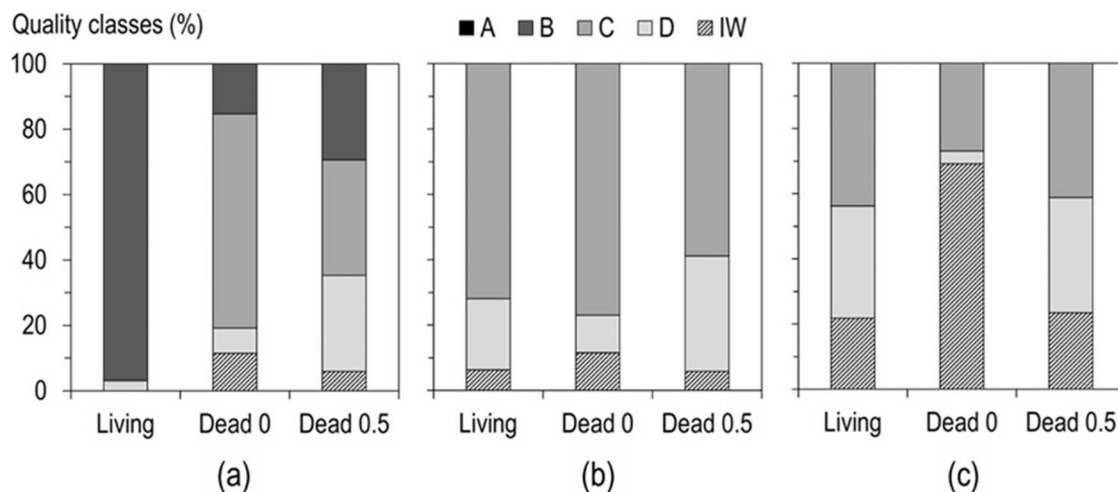 Quality classes (%)
A B C D IW
100
80
60
40
20
0
Living Dead 0 Dead 0.5
Living Dead 0 Dead 0.5
Living Dead 0 Dead 0.5
(a) (b) (c)